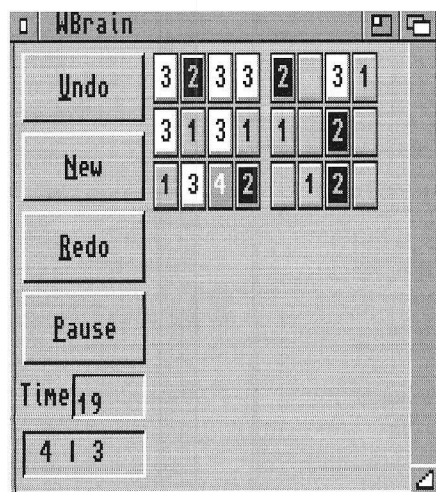 WBrain
Undo
New
Redo
Pause
Time 19
4 1 3
3 2 3 3 2 3 1
3 1 3 1 1 2
1 3 4 2 1 2